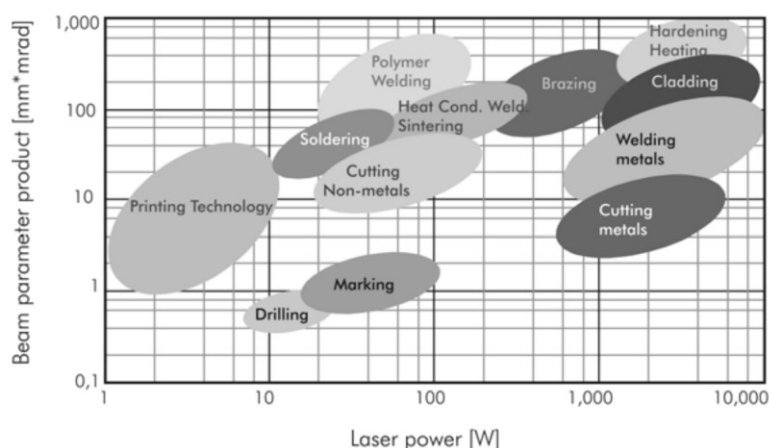 1,000
100
10
1
0,1
Beam parameter product [mm*mrad]
Hardening
Heating
Polymer
Welding
Brazing
Cladding
Heat Cond. Weld.
Sintering
Soldering
Welding
metals
Cutting
Non-metals
Printing Technology
Cutting
metals
Marking
Drilling
1
10
100
1,000
10,000
Laser power [W]